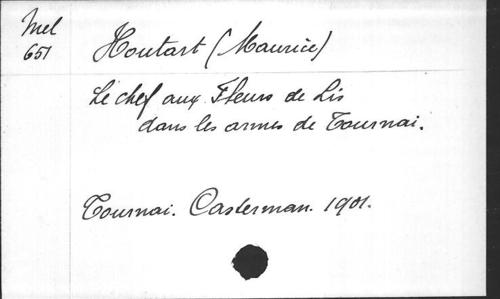 Mel
651
Houtart (Maurice)
Le chef aux Fleurs de Lis
dans les armes de Tournai.
Tournai. Casterman. 1901.